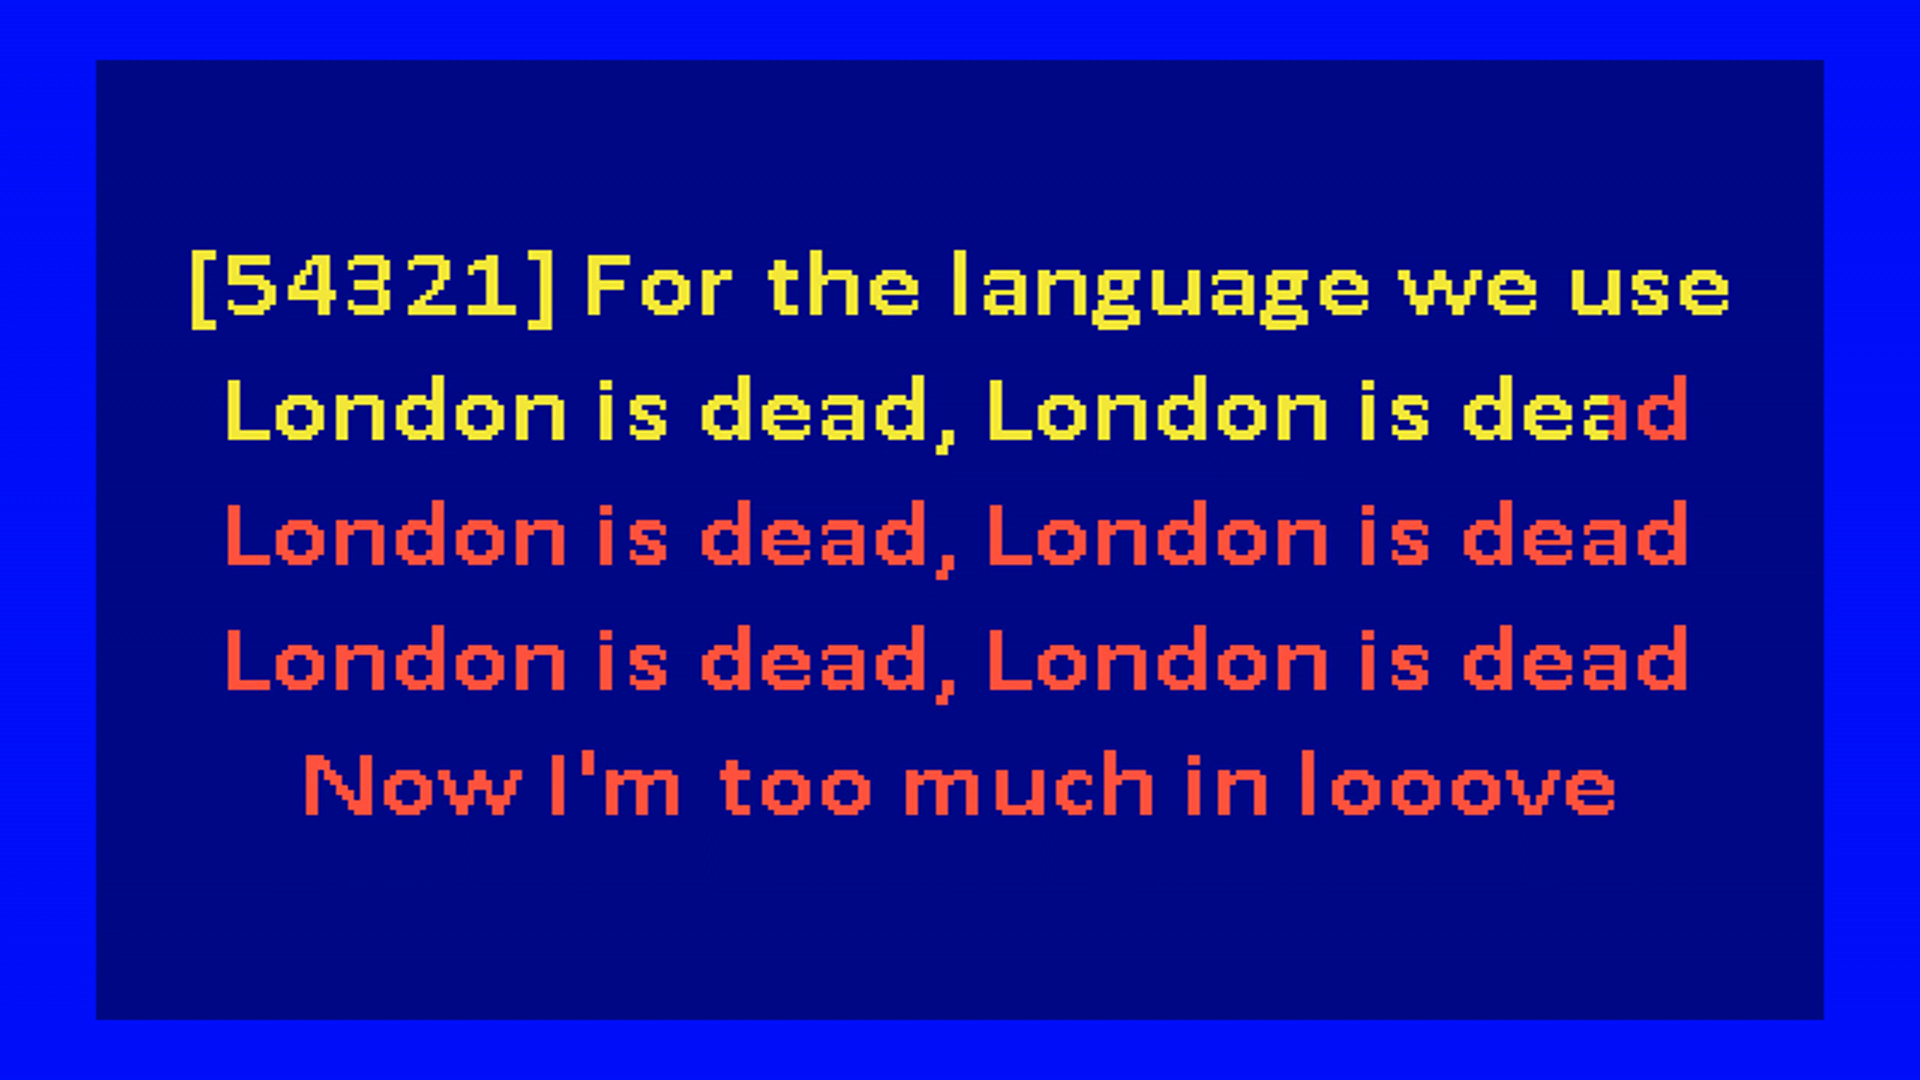 [54321] For the language we use
London is dead, London is dead
London is dead, London is dead
London is dead, London is dead
Now I'm too much in looove